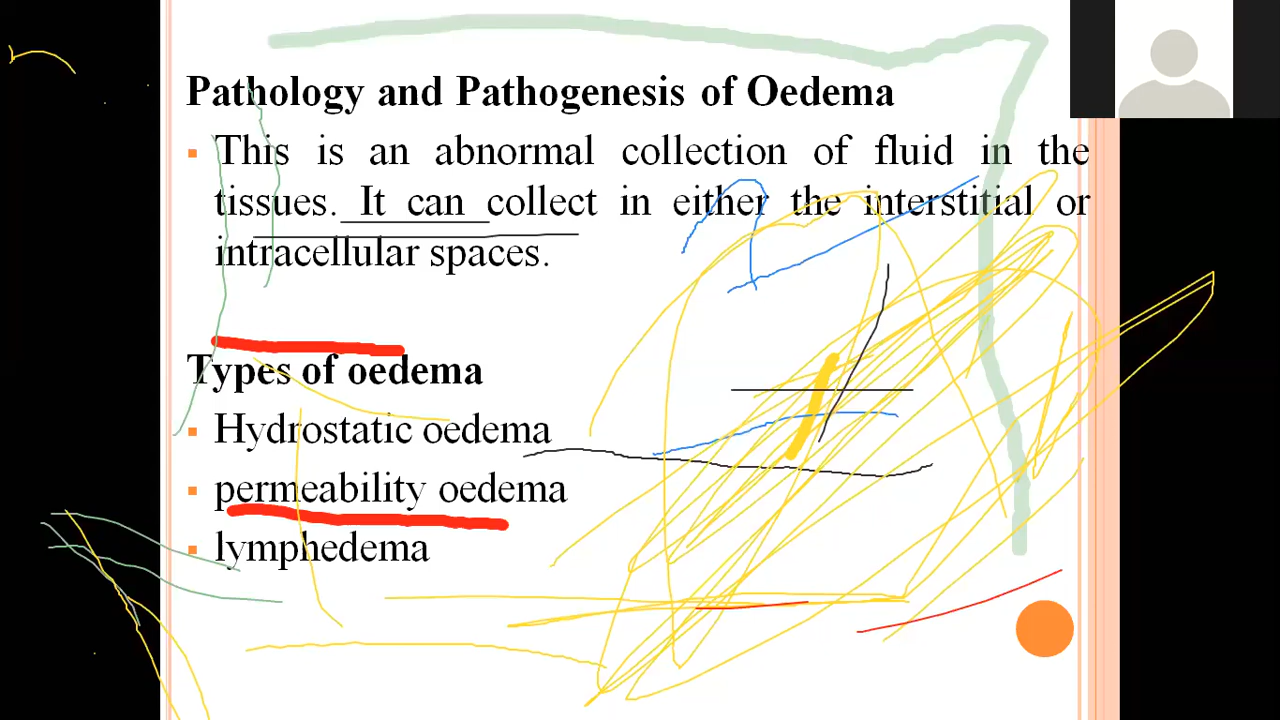 Pathology and Pathogenesis of Oedema
This is an abnormal collection of fluid in the
tissues. It can collect in either the interstitial or
intracellular spaces.
Types of oedema
Hydrostatic oedema
permeability oedema
lymphedema